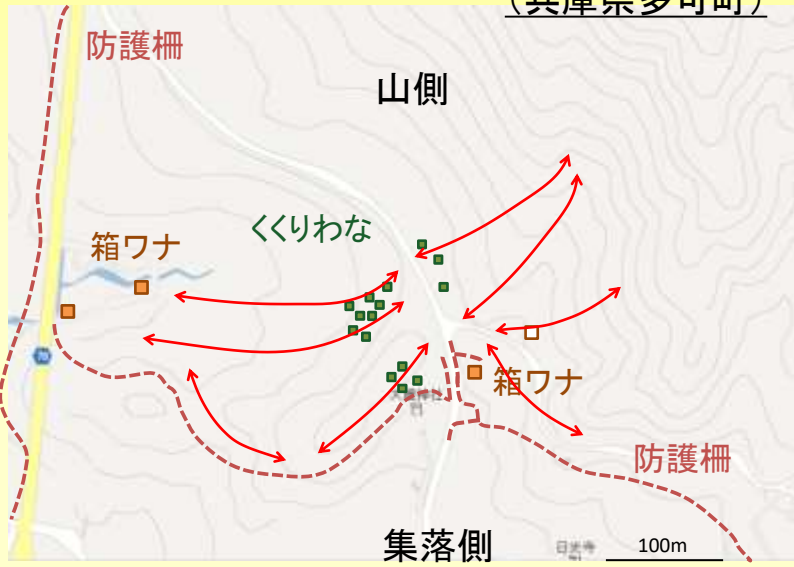 （兵庫県多可町）
防護柵
山側
箱ワナ
くくりわな
箱ワナ
防護柵
集落側
100m